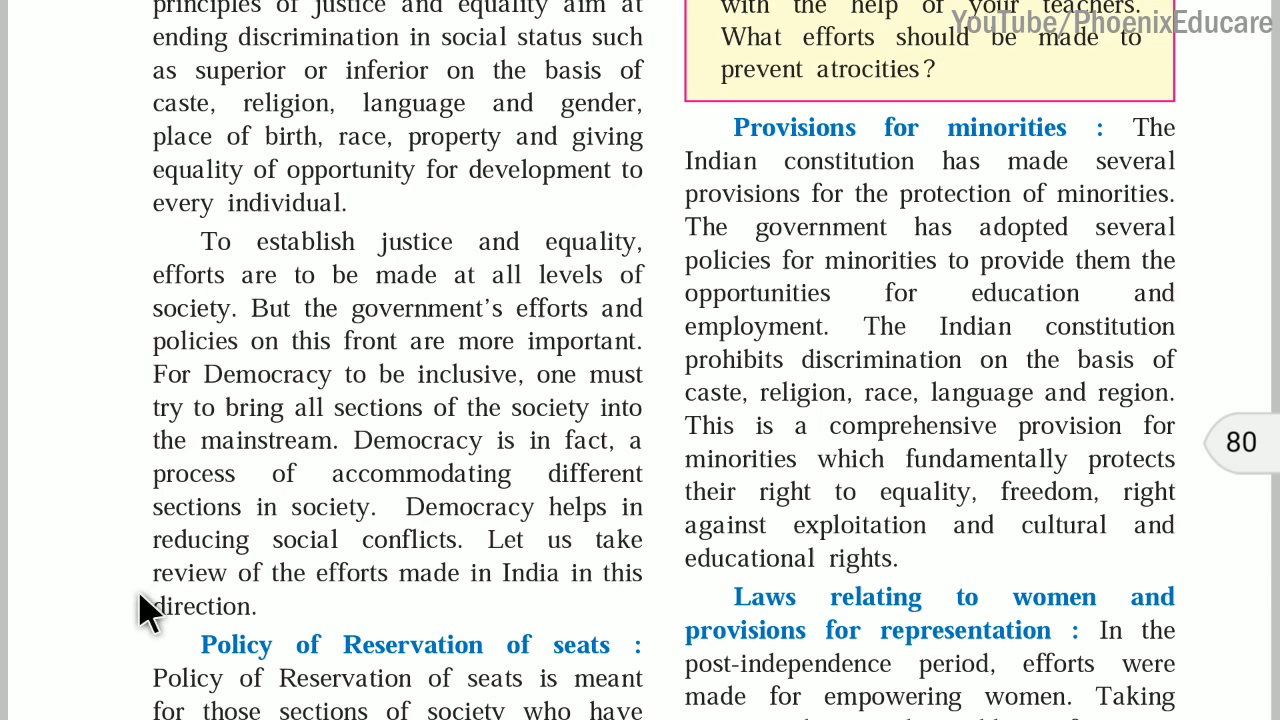 principles of justice and equality aim at
ending discrimination in social status such
as superior or inferior on the basis of
caste, religion, language and gender,
place of birth, race, property and giving
equality of opportunity for development to
every individual.
To establish justice and equality,
efforts are to be made at all levels of
society. But the government's efforts and
policies on this front are more important.
For Democracy to be inclusive, one must
try to bring all sections of the society into
the mainstream. Democracy is in fact, a
process of accommodating different
sections in society. Democracy helps in
reducing social conflicts. Let us take
review of the efforts made in India in this
direction.
Policy of Reservation of seats :
Policy of Reservation of seats is meant
for those sections of society who have
with the help of your teachers.
What efforts should be made to
prevent atrocities?
Provisions for minorities : The
Indian constitution has made several
provisions for the protection of minorities.
The government has adopted several
policies for minorities to provide them the
opportunities for education and
employment. The Indian constitution
prohibits discrimination on the basis of
caste, religion, race, language and region.
This is a comprehensive provision for
minorities which fundamentally protects
their right to equality, freedom, right
against exploitation and cultural and
educational rights.
Laws relating to women and
provisions for representation : In the
post-independence period, efforts were
made for empowering women. Taking
YouTube/PhoenixEducare
80